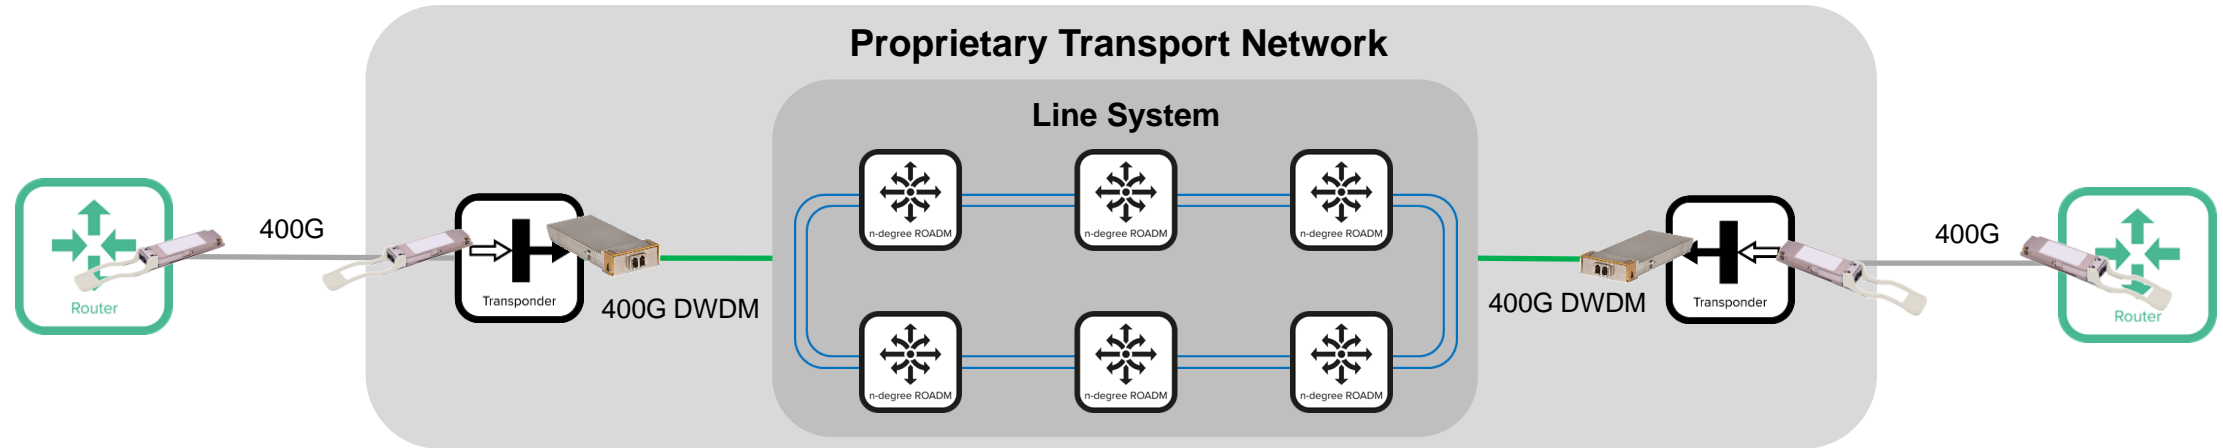 Proprietary Transport Network
Line System
n-degree ROADM
n-degree ROADM
n-degree ROADM
400G
400G
Router
Transponder
400G DWDM
400G DWDM
Transponder
Router
n-degree ROADM
n-degree ROADM
n-degree ROADM